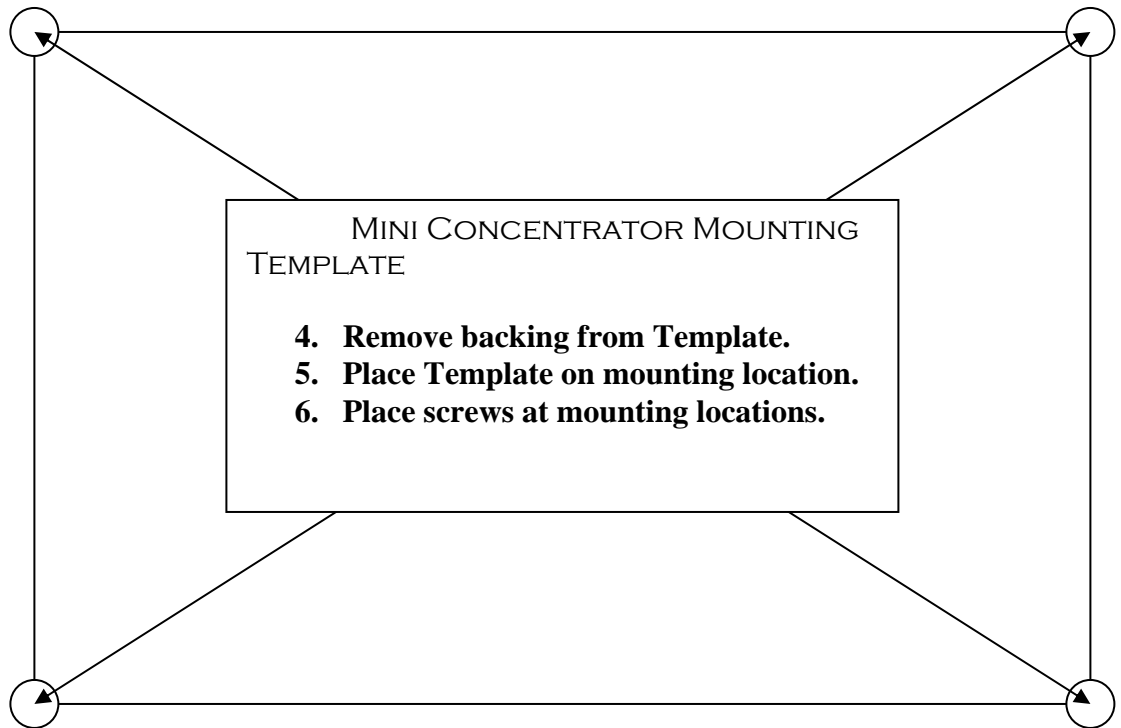 Mini Concentrator Mounting
Template
4. Remove backing from Template.
5. Place Template on mounting location.
6. Place screws at mounting locations.